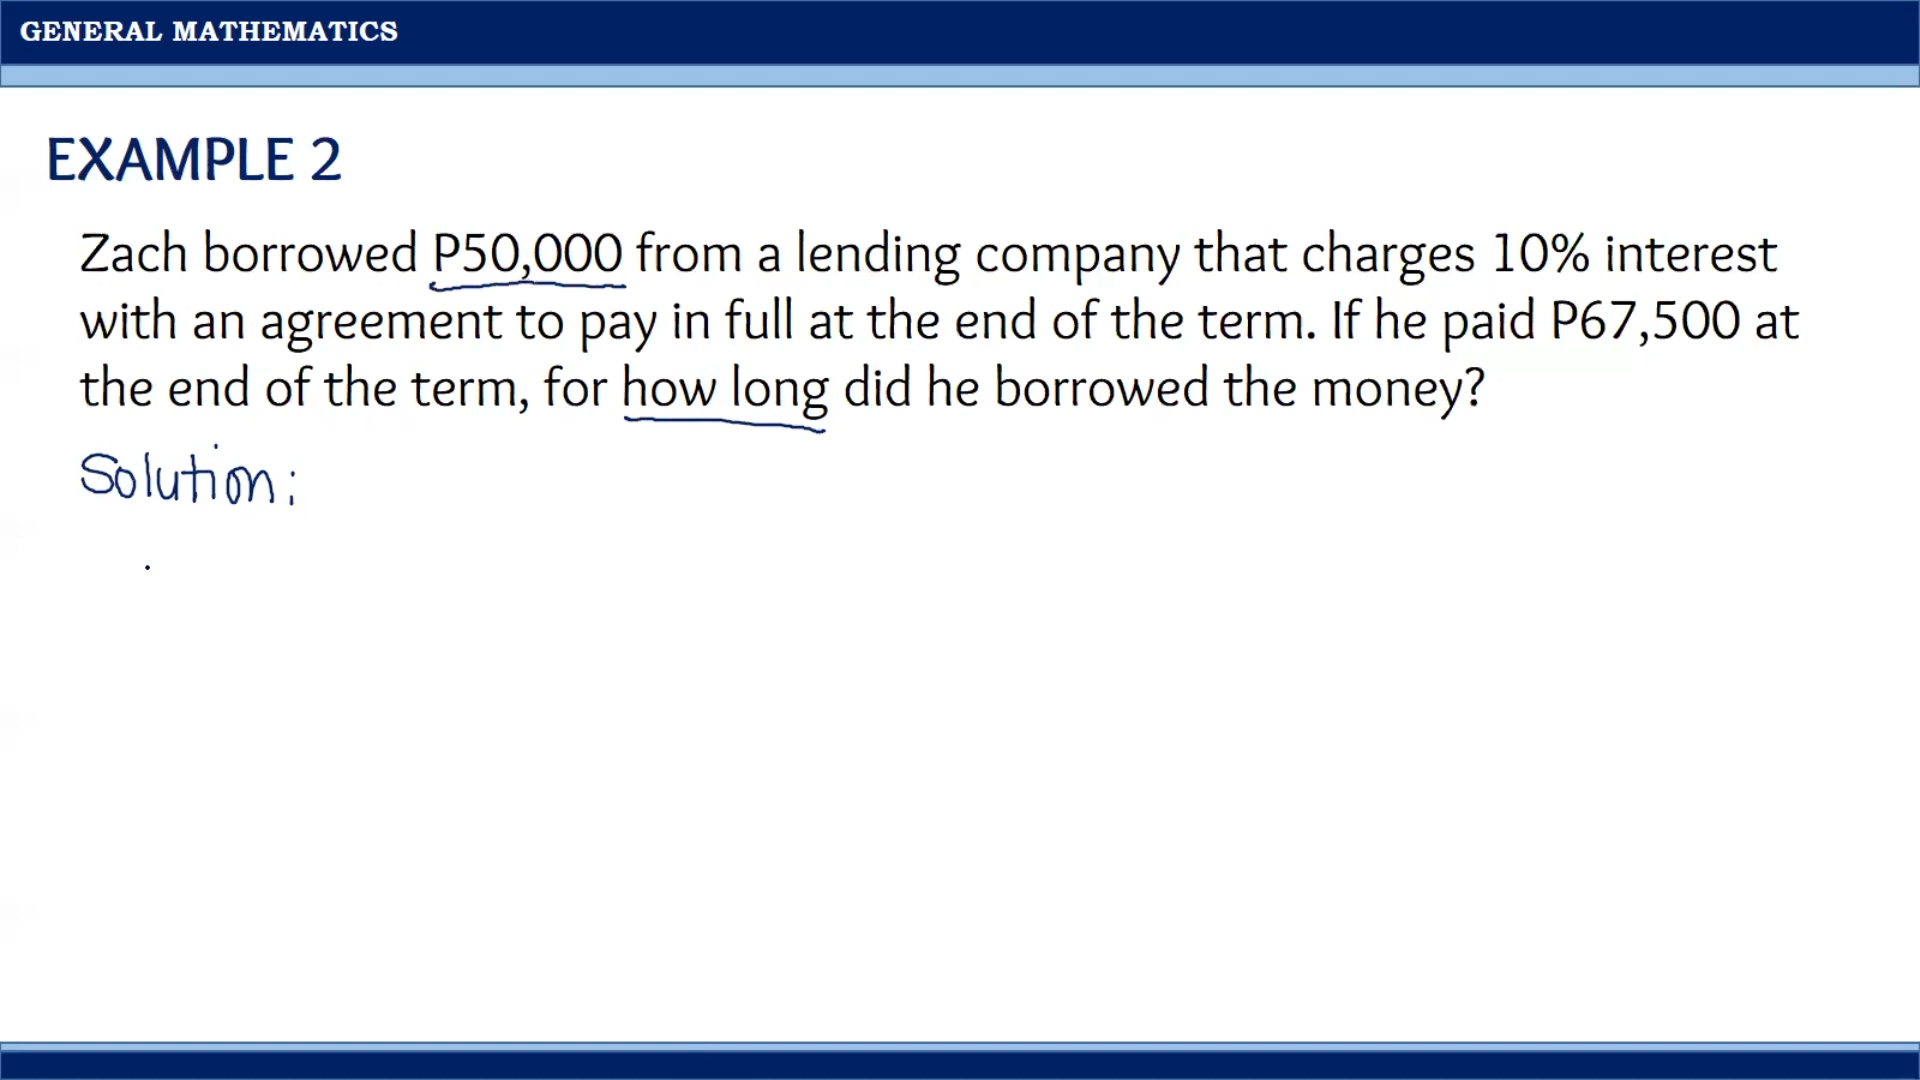 GENERAL MATHEMATICS
EXAMPLE 2
Zach borrowed P50,000 from a lending company that charges 10% interest
with an agreement to pay in full at the end of the term. If he paid P67,500 at
the end of the term, for how long did he borrowed the money?
Solution: